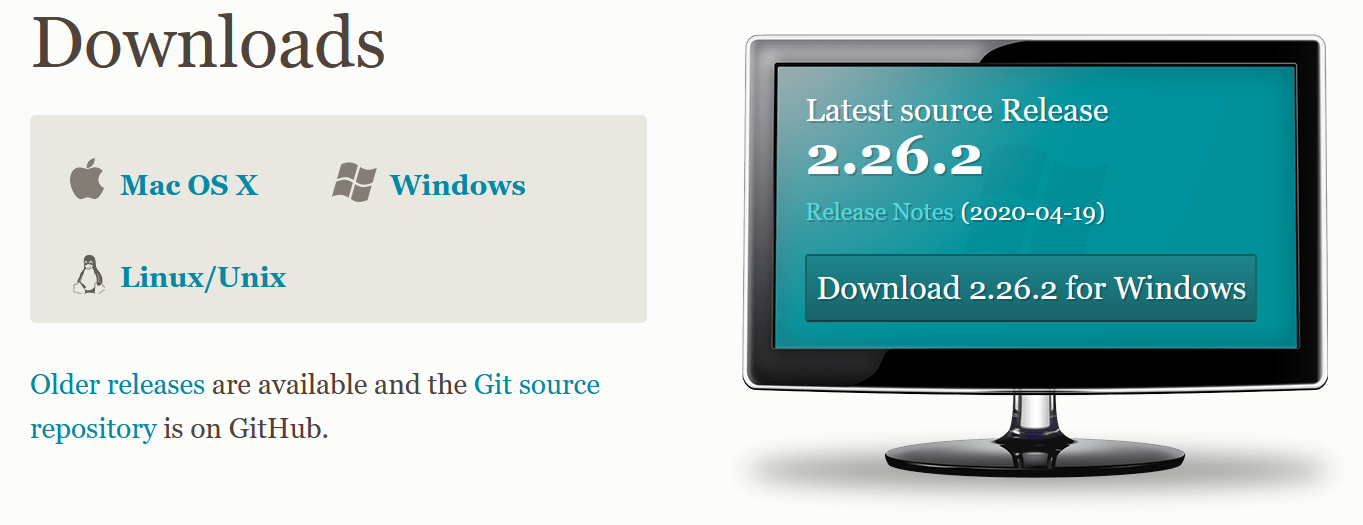 Downloads
Mac OS X
Windows
Linux/Unix
Older releases are available and the Git source
repository is on GitHub.
Latest source Release
2.26.2
Release Notes (2020-04-19)
Download 2.26.2 for Windows